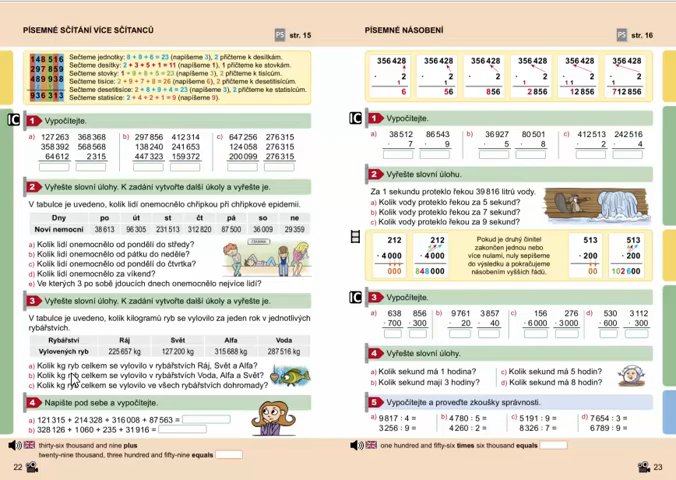 PÍSEMNÉ SČÍTÁNÍ VÍCE SČÍTANCŮ
PS str. 15
148 516
297 859
489 938
936 313
Sečteme jednotky: 8 + 9 + 6 = 23 (napíšeme 3), 2 přičteme k desítkám.
Sečteme desítky: 2 + 3 + 5 + 1 = 11 (napíšeme 1), 1 přičteme ke stovkám.
Sečteme stovky: 1 + 9 + 8 + 5 = 23 (napíšeme 3), 2 přičteme k tisícům.
Sečteme tisíce: 2 + 9 + 7 + 8 = 26 (napíšeme 6), 2 přičteme k desetitisícům.
Sečteme desetitisíce: 2 + 8 + 9 + 4 = 23 (napíšeme 3), 2 přičteme ke statisícům.
Sečteme statisíce: 2 + 4 + 2 + 1 = 9 (napíšeme 9).
1 Vypočítejte.
a) 127 263 368 368 b) 297 856 412 314 c) 647 256 276 315
358 392 568 568 138 240 241 653 124 058 276 315
64 612 2 315 447 323 159 372 200 099 276 315
2 Vyřešte slovní úlohy. K zadání vytvořte další úkoly a vyřešte je.
V tabulce je uvedeno, kolik lidí onemocnělo chřipkou při chřipkové epidemii.
Dny po út st čt pá so ne
Noví nemocní 38 613 96 305 231 513 312 820 87 500 36 009 29 359
a) Kolik lidí onemocnělo od pondělí do středy?
b) Kolik lidí onemocnělo od pátku do neděle?
c) Kolik lidí onemocnělo od pondělí do čtvrtka?
d) Kolik lidí onemocnělo za víkend?
e) Ve kterých 3 po sobě jdoucích dnech onemocnělo nejvíce lidí?
3 Vyřešte slovní úlohy. K zadání vytvořte další úkoly a vyřešte je.
V tabulce je uvedeno, kolik kilogramů ryb se vylovilo za jeden rok v jednotlivých
rybářstvích.
Rybářství Ráj Svět Alfa Voda
Vylovených ryb 225 657 kg 127 200 kg 315 688 kg 287 516 kg
a) Kolik kg ryb celkem se vylovilo v rybářstvích Ráj, Svět a Alfa?
b) Kolik kg ryb celkem se vylovilo v rybářstvích Voda, Alfa a Svět?
c) Kolik kg ryb celkem se vylovilo ve všech rybářstvích dohromady?
4 Napište pod sebe a vypočítejte.
a) 121 315 + 214 328 + 316 008 + 87 563 =
b) 328 126 + 1 060 + 235 + 31 916 =
thirty-six thousand and nine plus
twenty-nine thousand, three hundred and fifty-nine equals
22
PÍSEMNÉ NÁSOBENÍ
PS str. 16
356 428 356 428 356 428 356 428 356 428 356 428
· 2 · 2 · 2 · 2 · 2 · 2
6 56 856 2 856 12 856 712 856
1 Vypočítejte.
a) 38 512 86 543 b) 36 927 80 501 c) 412 513 242 516
· 7 · 9 · 5 · 8 · 2 · 4
2 Vyřešte slovní úlohu.
Za 1 sekundu proteklo řekou 39 816 litrů vody.
a) Kolik vody proteklo řekou za 5 sekund?
b) Kolik vody proteklo řekou za 7 sekund?
c) Kolik vody proteklo řekou za 9 sekund?
212 212
· 4 000 · 4 000
000 848 000
Pokud je druhý činitel
zakončen jednou nebo
více nulami, nuly sepíšeme
do výsledku a pokračujeme
násobením vyšších řádů.
513 513
· 200 · 200
00 102 600
3 Vypočítejte.
a) 638 856 b) 9 761 3 857 c) 156 276 d) 530 3 112
· 700 · 300 · 20 · 40 · 6 000 · 3 000 · 600 · 300
4 Vyřešte slovní úlohy.
a) Kolik sekund má 1 hodina? c) Kolik sekund má 5 hodin?
b) Kolik sekund mají 3 hodiny? d) Kolik sekund má 8 hodin?
5 Vypočítejte a proveďte zkoušky správnosti.
a) 9 817 : 4 = b) 4 780 : 5 = c) 5 191 : 9 = d) 7 654 : 3 =
3 256 : 9 = 4 260 : 2 = 8 326 : 7 = 6 789 : 9 =
one hundred and fifty-six times six thousand equals
23